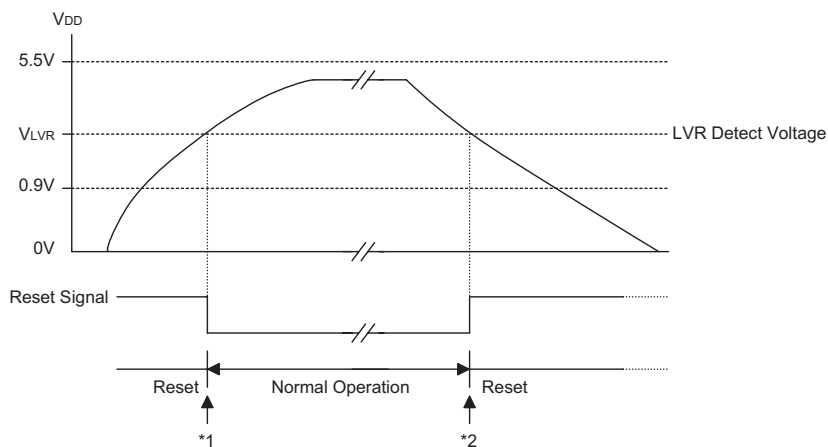 VDD
5.5V
VLVR
LVR Detect Voltage
0.9V
0V
Reset Signal
Reset
Normal Operation
Reset
*1
*2